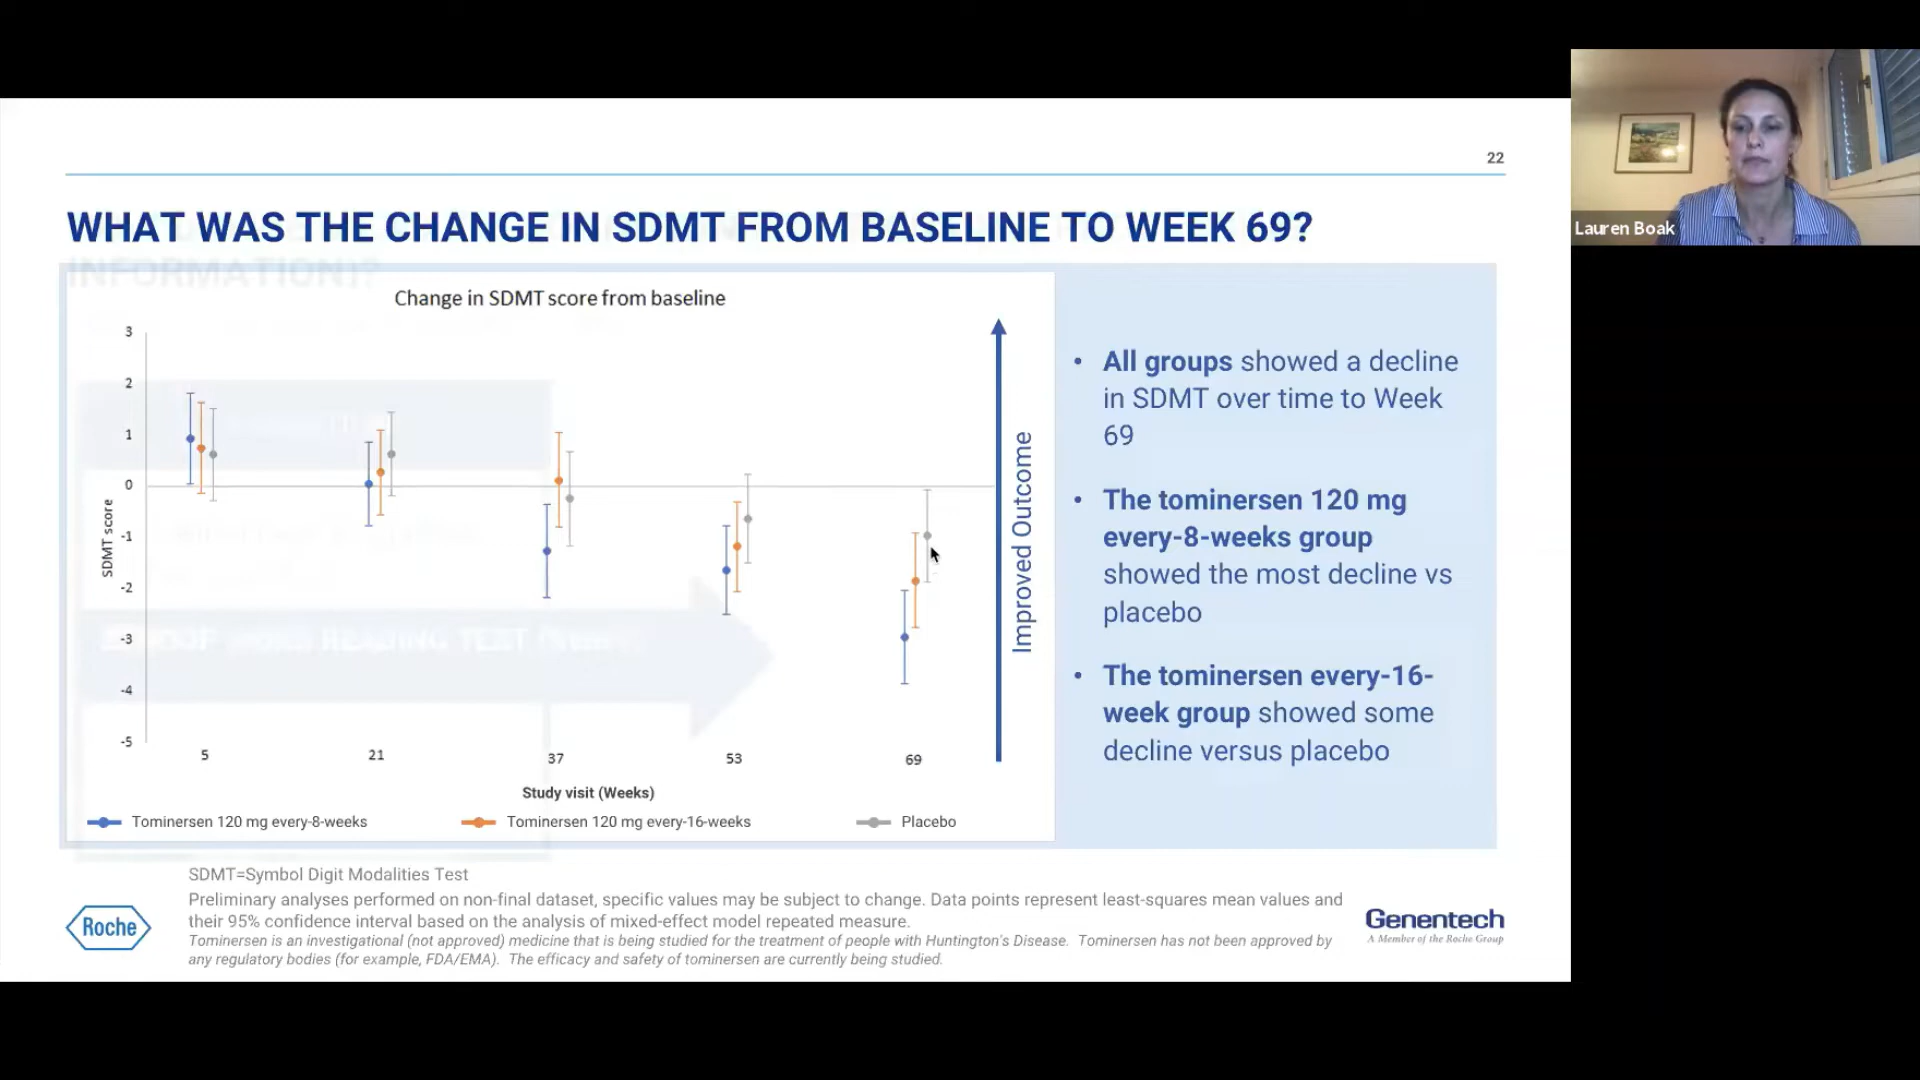 22
WHAT WAS THE CHANGE IN SDMT FROM BASELINE TO WEEK 69?
INFORMATION)?
Change in SDMT score from baseline
3
2
1
0
-1
-2
-3
-4
-5
SDMT score
5 21 37 53 69
Study visit (Weeks)
Tominersen 120 mg every-8-weeks Tominersen 120 mg every-16-weeks Placebo
Improved Outcome
• All groups showed a decline
in SDMT over time to Week
69
• The tominersen 120 mg
every-8-weeks group
showed the most decline vs
placebo
• The tominersen every-16-
week group showed some
decline versus placebo
WORD READING TEST
SDMT=Symbol Digit Modalities Test
Preliminary analyses performed on non-final dataset, specific values may be subject to change. Data points represent least-squares mean values and
their 95% confidence interval based on the analysis of mixed-effect model repeated measure.
Tominersen is an investigational (not approved) medicine that is being studied for the treatment of people with Huntington's Disease. Tominersen has not been approved by
any regulatory bodies (for example, FDA/EMA). The efficacy and safety of tominersen are currently being studied.
Roche
Genentech
A Member of the Roche Group
Lauren Boak